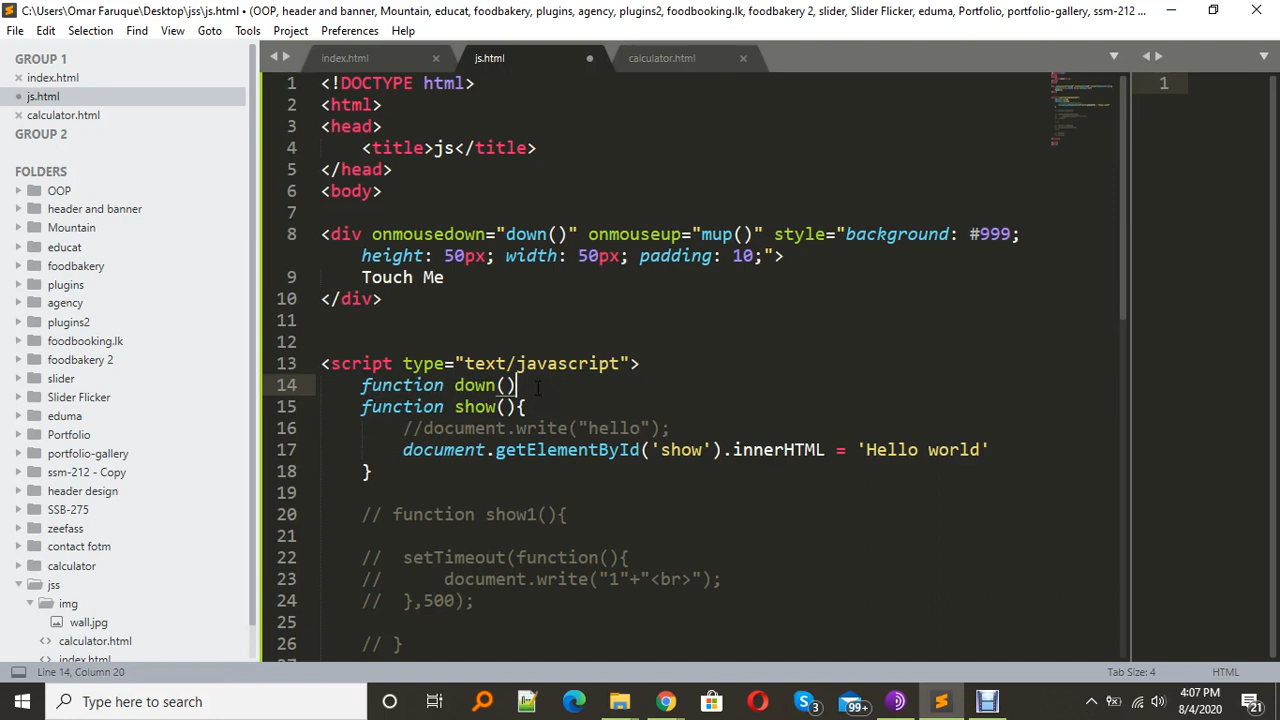 C:\Users\Omar Faruque\Desktop\jss\js.html • (OOP, header and banner, Mountain, educat, foodbakery, plugins, agency, plugins2, foodbooking.lk, foodbakery 2, slider, Slider Flicker, eduma, Portfolio, portfolio-gallery, ssm-212 ...
File Edit Selection Find View Goto Tools Project Preferences Help
GROUP 1
index.html
js.html
calculator.html
GROUP 2
FOLDERS
OOP
header and banner
Mountain
educat
foodbakery
plugins
agency
plugins2
foodbooking.lk
foodbakery 2
slider
Slider Flicker
eduma
Portfolio
portfolio-gallery
ssm-212 - Copy
header design
SSB-275
zeefass
contact fotm
calculator
jss
img
wall.jpg
calculator.html
index.html
index.html js.html calculator.html
1 <!DOCTYPE html>
2 <html>
3 <head>
4 <title>js</title>
5 </head>
6 <body>
7
8 <div onmousedown="down()" onmouseup="mup()" style="background: #999;
height: 50px; width: 50px; padding: 10;">
9 Touch Me
10 </div>
11
12
13 <script type="text/javascript">
14 function down()
15 function show(){
16 //document.write("hello");
17 document.getElementById('show').innerHTML = 'Hello world'
18 }
19
20 // function show1(){
21
22 // setTimeout(function(){
23 // document.write("1"+"<br>");
24 // },500);
25
26 // }
1
Line 14, Column 20 Tab Size: 4 HTML
Type here to search
3
99+
4:07 PM
8/4/2020
21